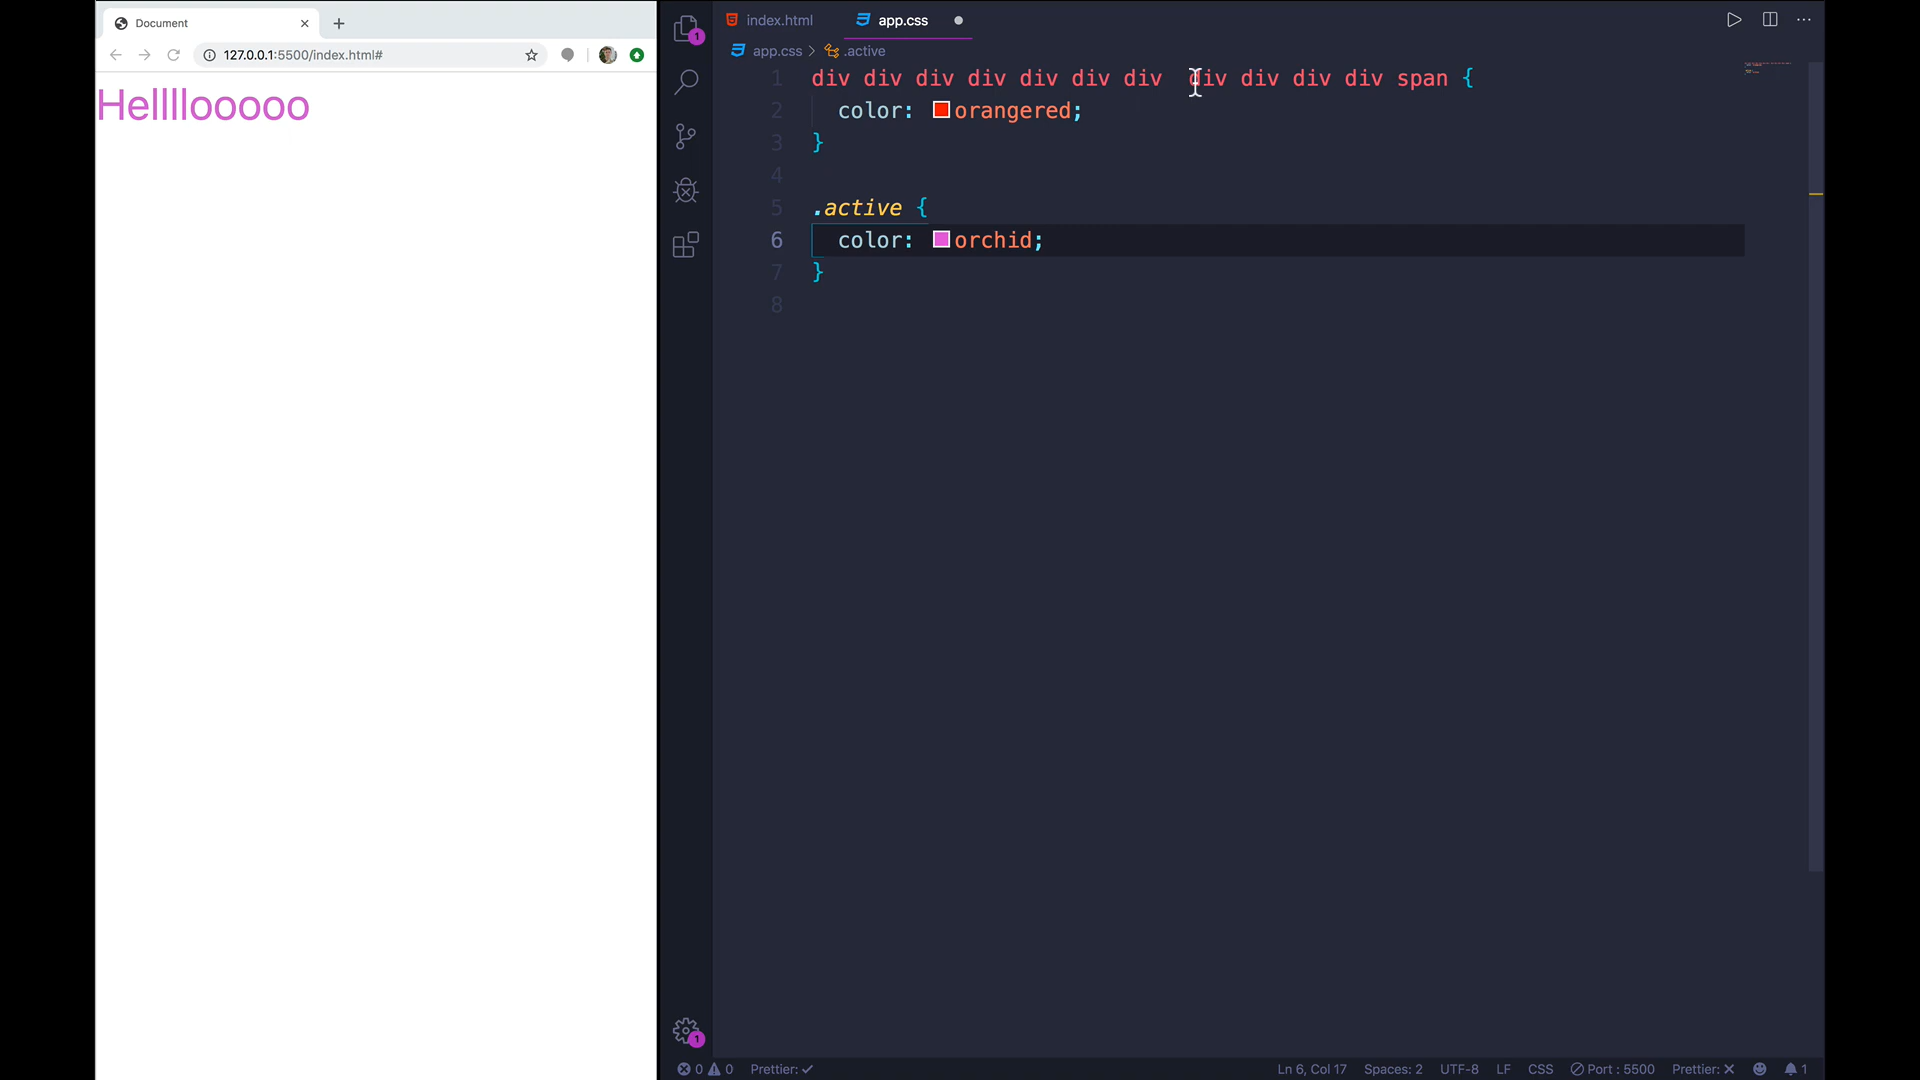 Document
127.0.0.1:5500/index.html#
Helllloooooo
index.html
app.css
app.css > .active
1 div div div div div div div  div div div div span {
2 color: orangered;
3 }
4
5 .active {
6 color: orchid;
7 }
8
1
1
0 0 Prettier: ✓
Ln 6, Col 17 Spaces: 2 UTF-8 LF CSS Port : 5500 Prettier: ✕ 1